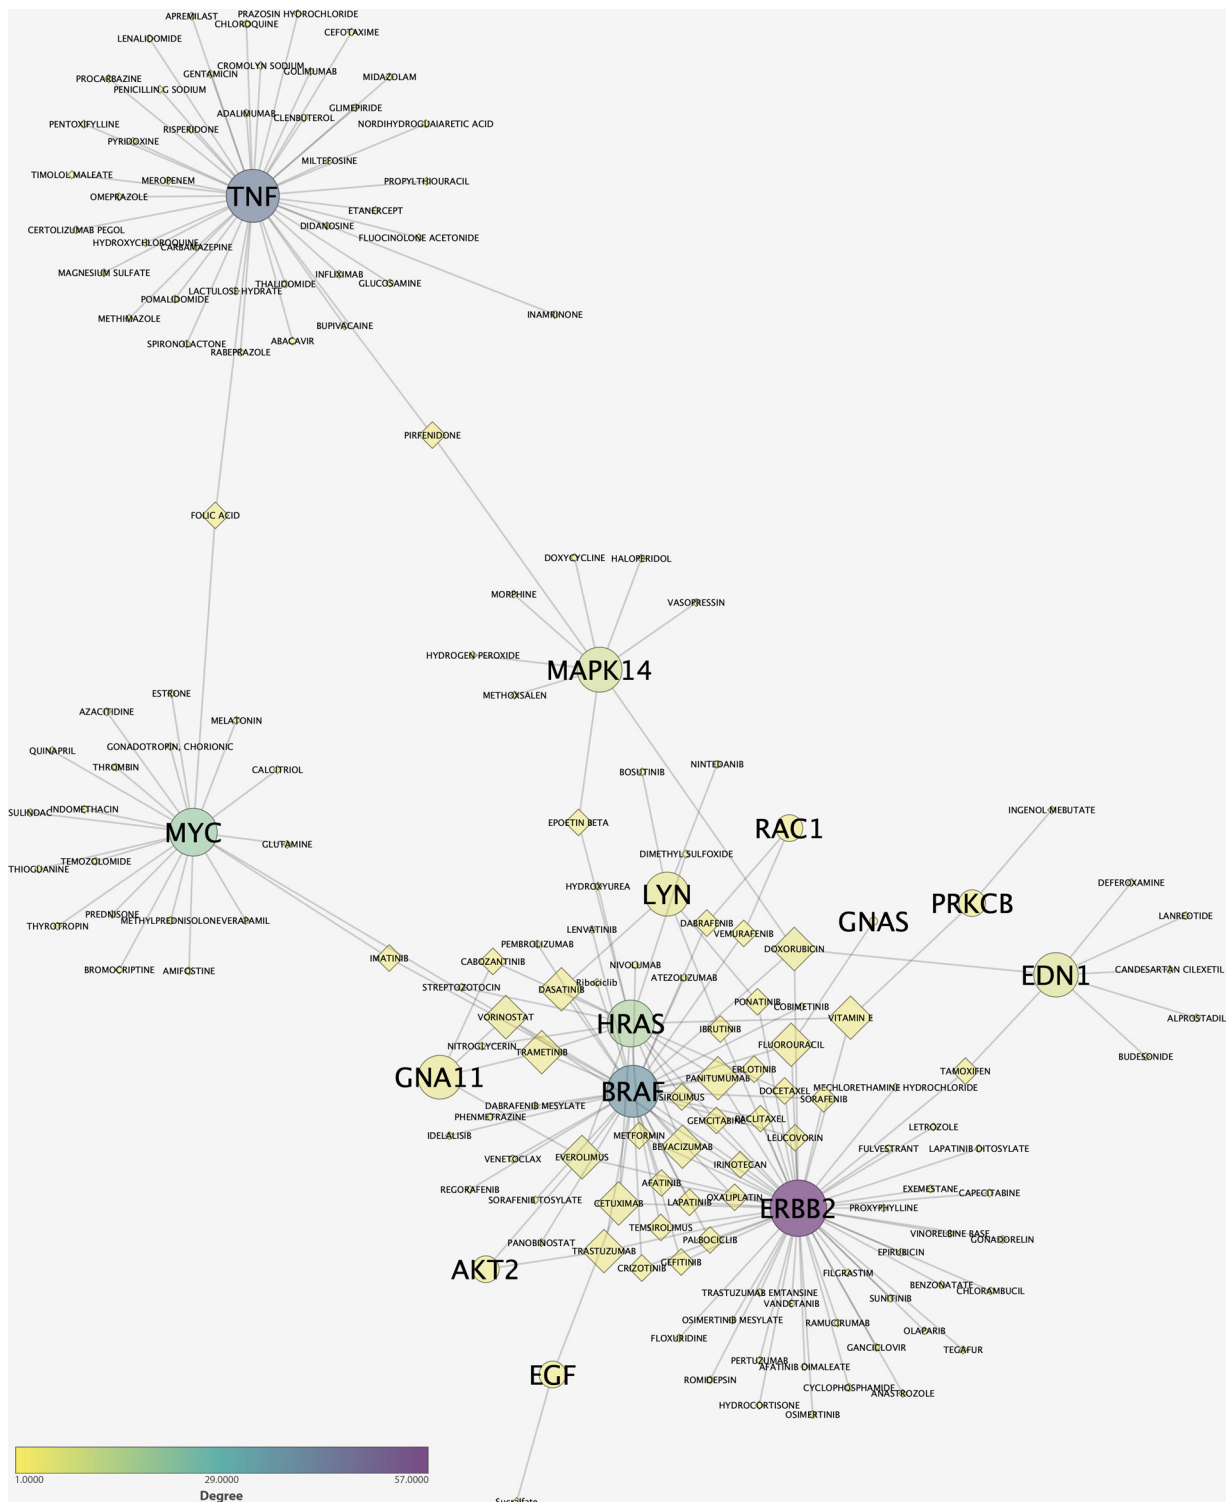 APREMILAST
PRAZOSIN HYDROCHLORIDE
CHLOROQUINE
CEFOTAXIME
LENALIDOMIDE
CROMOLYN SODIUM
GOLIMUMAB
GENTAMICIN
MIDAZOLAM
PROCARBAZINE
PENICILLIN G SODIUM
GLIMEPIRIDE
ADALIMUMAB
CLENBUTEROL
NORDIHYDROGUAIARETIC ACID
PENTOXIFYLLINE
RISPERIDONE
PYRIDOXINE
MILTEFOSINE
TIMOLOL MALEATE
MEROPENEM
PROPYLTHIOURACIL
OMEPRAZOLE
TNF
ETANERCEPT
CERTOLIZUMAB PEGOL
DIDANOSINE
FLUOCINOLONE ACETONIDE
HYDROXYCHLOROQUINE
CARBAMAZEPINE
MAGNESIUM SULFATE
INFLIXIMAB
THALIDOMIDE
GLUCOSAMINE
LACTULOSE HYDRATE
POMALIDOMIDE
METHIMAZOLE
BUPIVACAINE
INAMRINONE
SPIRONOLACTONE
ABACAVIR
RABEPRAZOLE
PIRFENIDONE
FOLIC ACID
DOXYCYCLINE
HALOPERIDOL
MORPHINE
VASOPRESSIN
HYDROGEN PEROXIDE
MAPK14
METHOXSALEN
ESTRONE
AZACITIDINE
MELATONIN
QUINAPRIL
GONADOTROPIN, CHORIONIC
THROMBIN
CALCITRIOL
BOSUTINIB
NINTEDANIB
SULINDAC
INDOMETHACIN
MYC
EPOETIN BETA
RAC1
INGENOL MEBUTATE
GLUTAMINE
THIOGUANINE
TEMOZOLOMIDE
DIMETHYL SULFOXIDE
HYDROXYUREA
LYN
PRKCB
DEFEROXAMINE
THYROTROPIN
PREDNISONE
METHYLPREDNISOLONE
VERAPAMIL
LENVATINIB
DABRAFENIB
VEMURAFENIB
GNAS
LANREOTIDE
PEMBROLIZUMAB
DOXORUBICIN
IMATINIB
CABOZANTINIB
NIVOLUMAB
BROMOCRIPTINE
AMIFOSTINE
STREPTOZOTOCIN
DASATINIB
Ribociclib
ATEZOLIZUMAB
EDN1
CANDESARTAN CILEXETIL
PONATINIB
COBIMETINIB
VORINOSTAT
HRAS
IBRUTINIB
VITAMIN E
ALPROSTADIL
NITROGLYCERIN
TRAMETINIB
FLUOROURACIL
BUDESONIDE
GNA11
ERLOTINIB
TAMOXIFEN
PANITUMUMAB
BRAF
SIROLIMUS
DOCETAXEL
MECHLORETHAMINE HYDROCHLORIDE
SORAFENIB
DABRAFENIB MESYLATE
PHENMETRAZINE
GEMCITABINE
PACLITAXEL
LETROZOLE
IDELALISIB
METFORMIN
LEUCOVORIN
BEVACIZUMAB
FULVESTRANT
LAPATINIB DITOSYLATE
VENETOCLAX
EVEROLIMUS
IRINOTECAN
REGORAFENIB
AFATINIB
EXEMESTANE
CAPECITABINE
SORAFENIB TOSYLATE
CETUXIMAB
LAPATINIB
OXALIPLATIN
ERBB2
PROXYPHYLLINE
TEMSIROLIMUS
VINORELBINE BASE
GONADORELIN
PANOBINOSTAT
TRASTUZUMAB
PALBOCICLIB
EPIRUBICIN
AKT2
CRIZOTINIB
GEFITINIB
FILGRASTIM
BENZONATATE
CHLORAMBUCIL
TRASTUZUMAB EMTANSINE
VANDETANIB
SUNITINIB
OSIMERTINIB MESYLATE
RAMUCIRUMAB
FLOXURIDINE
OLAPARIB
GANCICLOVIR
TEGAFUR
PERTUZUMAB
AFATINIB DIMALEATE
EGF
ROMIDEPSIN
CYCLOPHOSPHAMIDE
ANASTROZOLE
HYDROCORTISONE
OSIMERTINIB
1.0000
29.0000
57.0000
Degree
Sucralfate